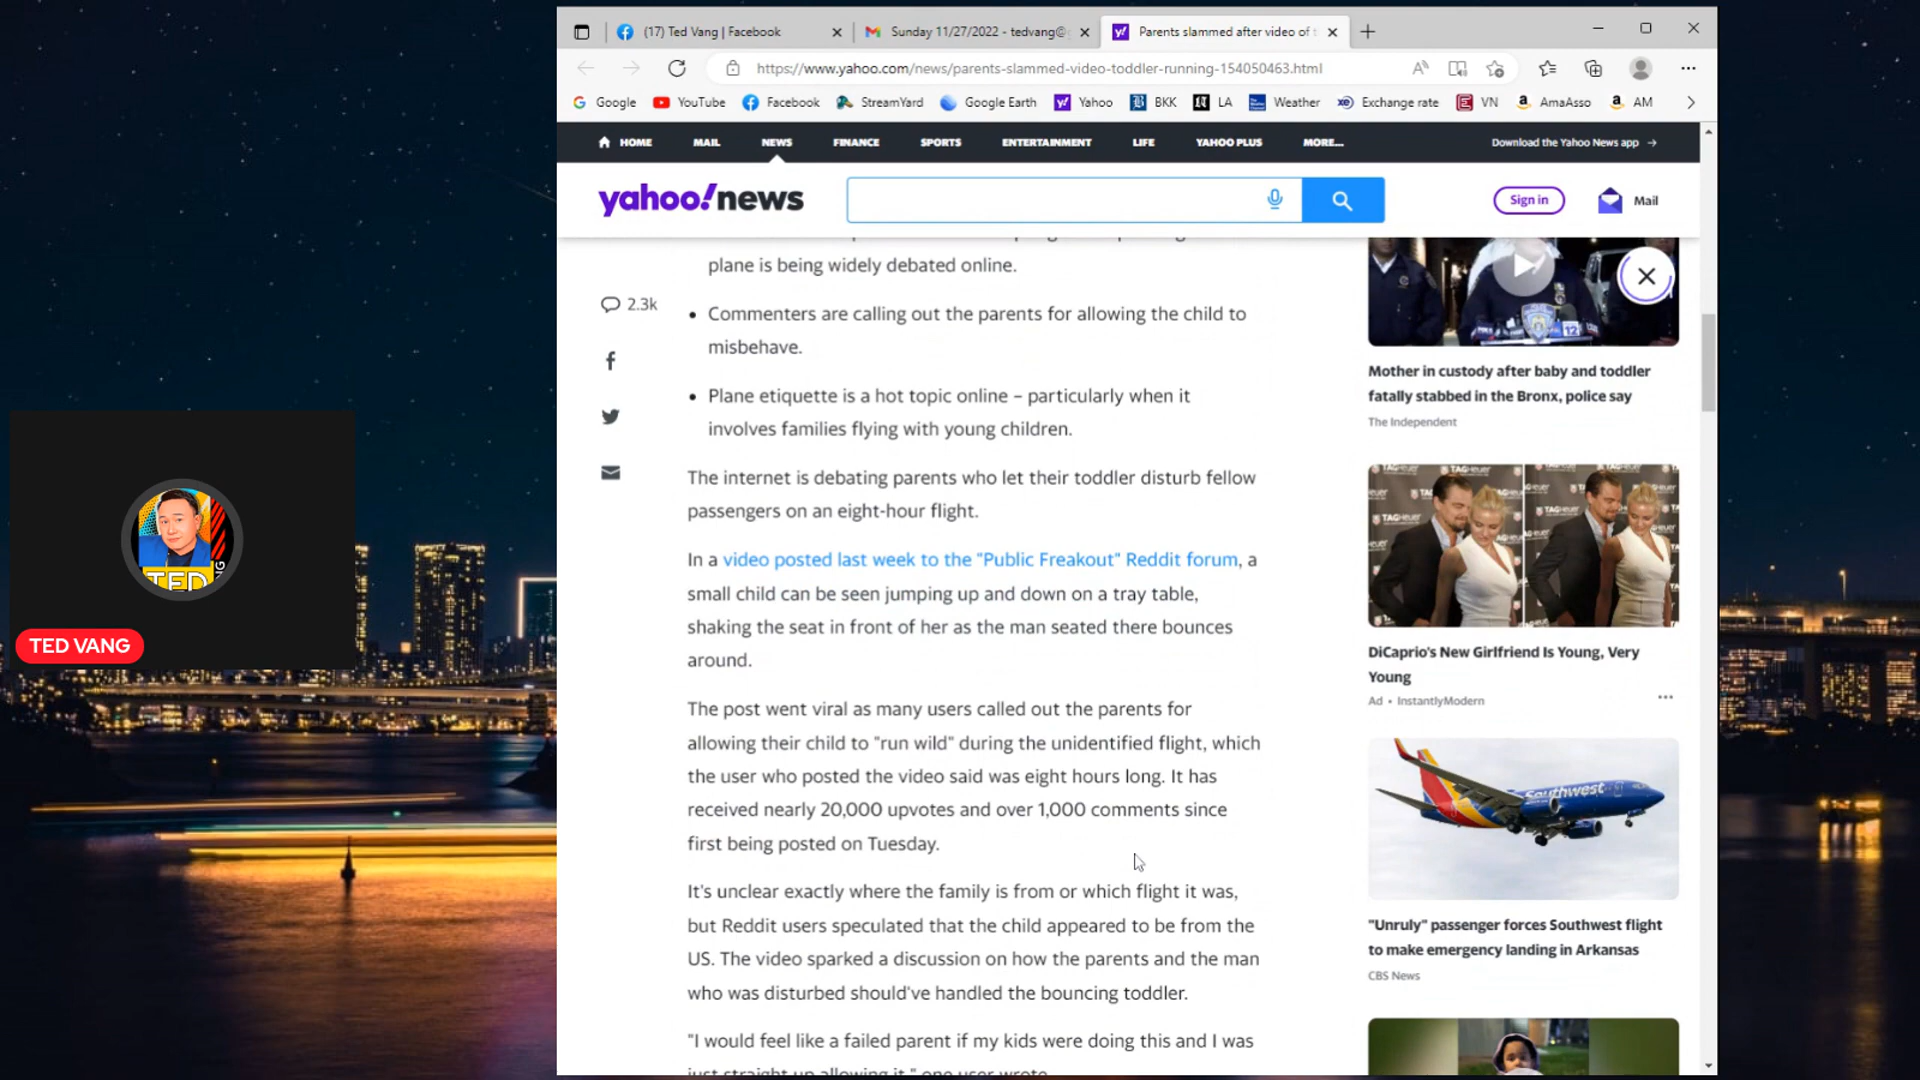 (17) Ted Vang | Facebook
Sunday 11/27/2022 - tedvang@
Parents slammed after video of t
https://www.yahoo.com/news/parents-slammed-video-toddler-running-154050463.html
Google YouTube Facebook StreamYard Google Earth Yahoo BKK LA Weather Exchange rate VN AmaAsso AM
HOME MAIL NEWS FINANCE SPORTS ENTERTAINMENT LIFE YAHOO PLUS MORE... Download the Yahoo News app →
yahoo!news
Sign in
Mail
plane is being widely debated online.
2.3k
• Commenters are calling out the parents for allowing the child to
misbehave.
• Plane etiquette is a hot topic online – particularly when it
involves families flying with young children.
The internet is debating parents who let their toddler disturb fellow
passengers on an eight-hour flight.
In a video posted last week to the "Public Freakout" Reddit forum, a
small child can be seen jumping up and down on a tray table,
shaking the seat in front of her as the man seated there bounces
around.
The post went viral as many users called out the parents for
allowing their child to "run wild" during the unidentified flight, which
the user who posted the video said was eight hours long. It has
received nearly 20,000 upvotes and over 1,000 comments since
first being posted on Tuesday.
It's unclear exactly where the family is from or which flight it was,
but Reddit users speculated that the child appeared to be from the
US. The video sparked a discussion on how the parents and the man
who was disturbed should've handled the bouncing toddler.
"I would feel like a failed parent if my kids were doing this and I was
just straight up allowing it," one user wrote.
12
Mother in custody after baby and toddler
fatally stabbed in the Bronx, police say
The Independent
TAGHeuer
DiCaprio's New Girlfriend Is Young, Very
Young
Ad • InstantlyModern
Southwest
"Unruly" passenger forces Southwest flight
to make emergency landing in Arkansas
CBS News
TED
TED VANG